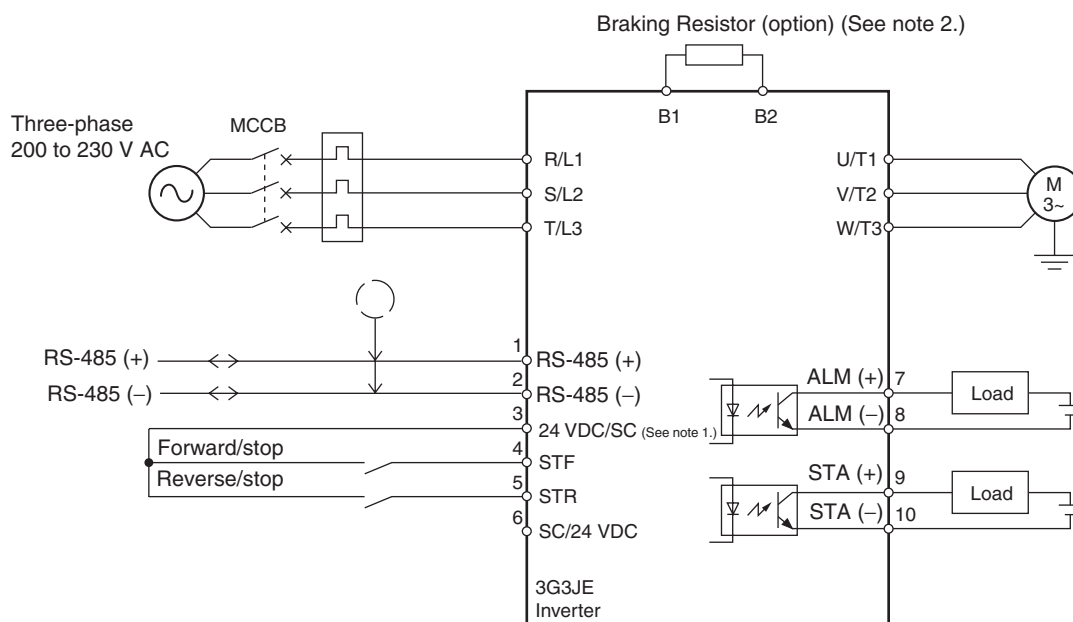 Braking Resistor (option) (See note 2.)
B1
B2
Three-phase
200 to 230 V AC
MCCB
R/L1
S/L2
T/L3
U/T1
V/T2
W/T3
M
3~
RS-485 (+)
1
RS-485 (+)
RS-485 (−)
2
RS-485 (−)
3
24 VDC/SC (See note 1.)
Forward/stop
4
STF
Reverse/stop
5
STR
6
SC/24 VDC
ALM (+)
7
Load
ALM (−)
8
STA (+)
9
Load
STA (−)
10
3G3JE
Inverter